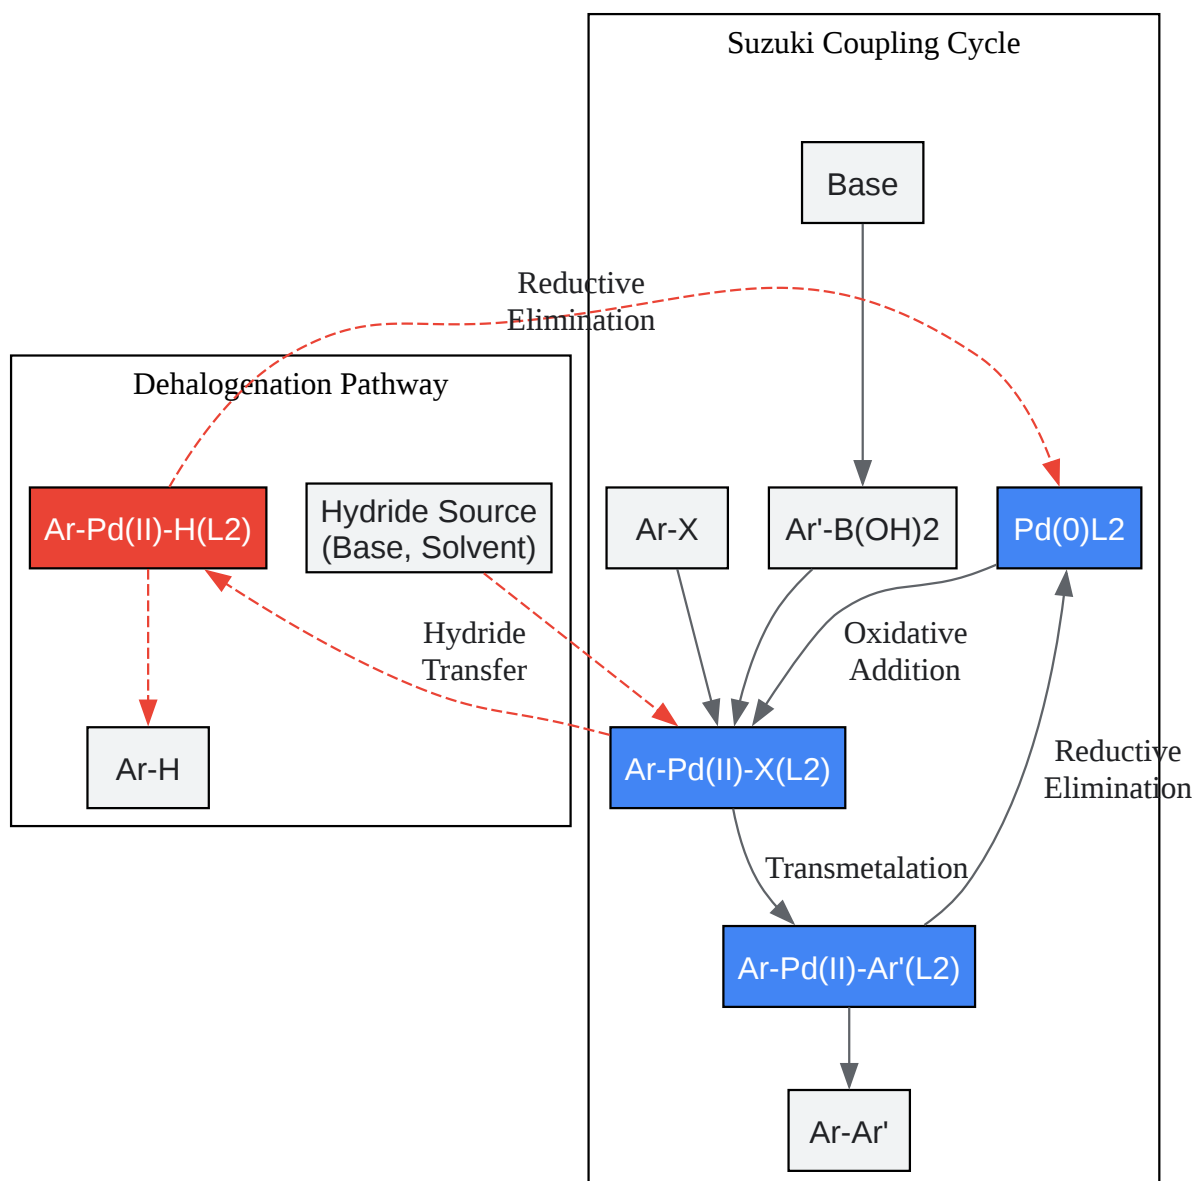 Suzuki Coupling Cycle
Base
Reductive
Elimination
Dehalogenation Pathway
Ar-Pd(II)-H(L2)
Hydride Source
(Base, Solvent)
Ar-X
Ar'-B(OH)2
Pd(0)L2
Hydride
Transfer
Oxidative
Addition
Ar-H
Ar-Pd(II)-X(L2)
Reductive
Elimination
Transmetalation
Ar-Pd(II)-Ar'(L2)
Ar-Ar'